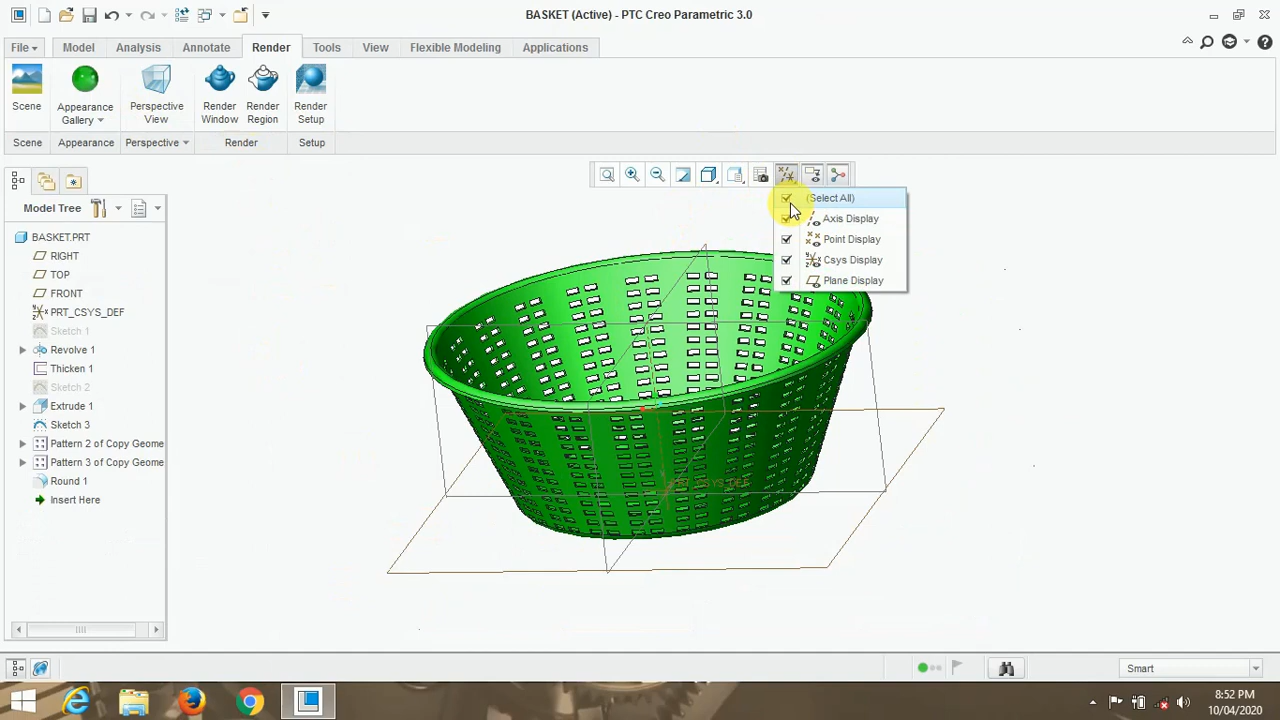 BASKET (Active) - PTC Creo Parametric 3.0
File Model Analysis Annotate Render Tools View Flexible Modeling Applications
Scene Appearance Gallery Perspective View Render Window Render Region Render Setup
Scene Appearance Perspective Render Setup
Model Tree
(Select All)
Axis Display
Point Display
Csys Display
Plane Display
BASKET.PRT
RIGHT
TOP
FRONT
PRT_CSYS_DEF
Sketch 1
Revolve 1
Thicken 1
Sketch 2
Extrude 1
Sketch 3
Pattern 2 of Copy Geome
Pattern 3 of Copy Geome
Round 1
Insert Here
PRT_CSYS_DEF
Smart
8:52 PM
10/04/2020